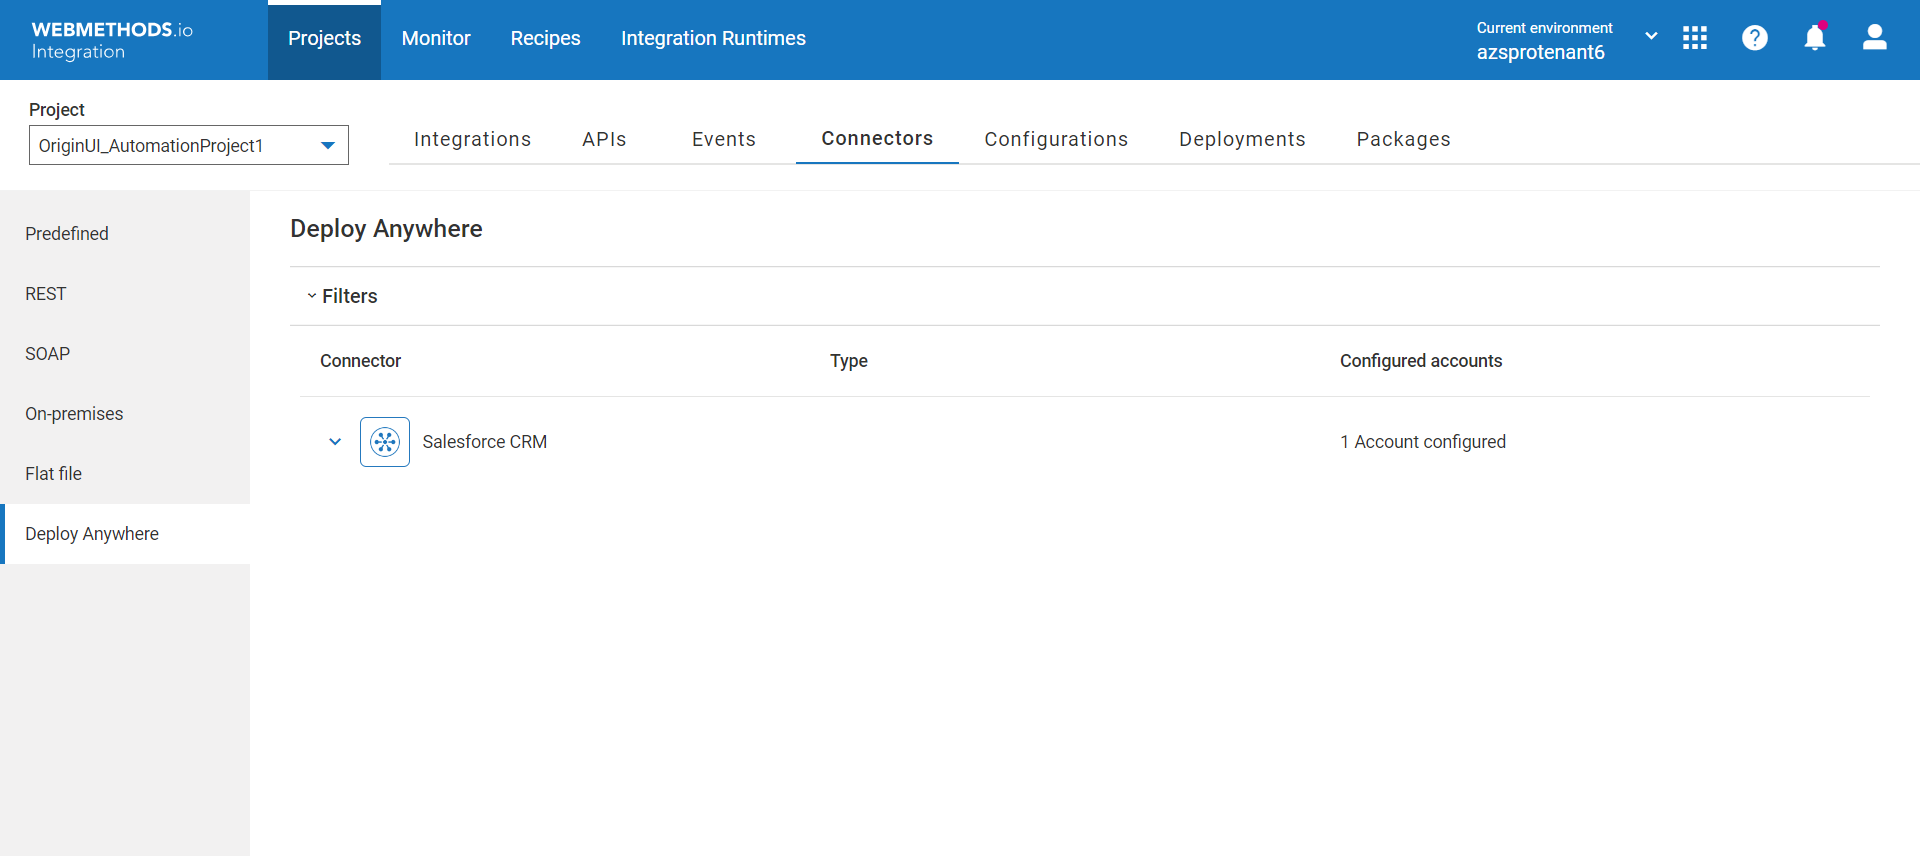 WEBMETHODS.io
Integration
Projects
Monitor
Recipes
Integration Runtimes
Current environment
azsprotenant6
Project
OriginUI_AutomationProject1
Integrations
APIs
Events
Connectors
Configurations
Deployments
Packages
Predefined
REST
SOAP
On-premises
Flat file
Deploy Anywhere
Deploy Anywhere
Filters
Connector
Type
Configured accounts
Salesforce CRM
1 Account configured